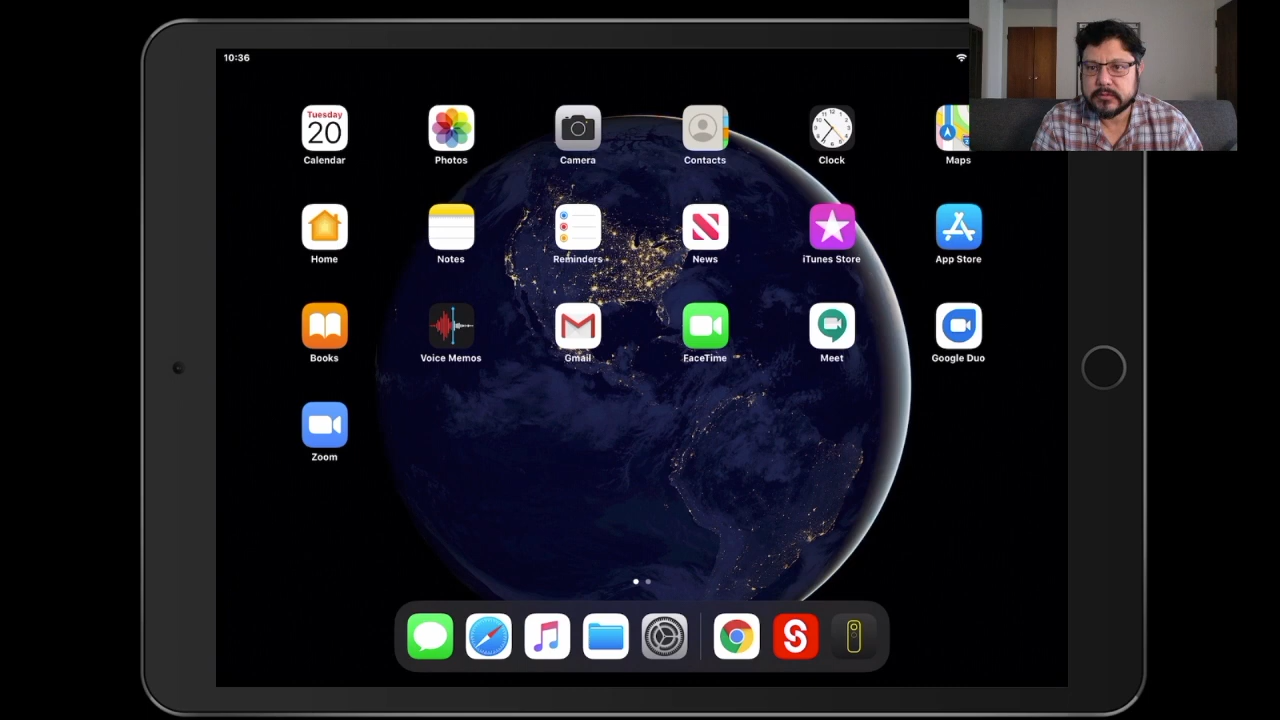 10:36
Tuesday
20
Calendar
Photos
Camera
Contacts
Clock
Maps
Home
Notes
Reminders
News
iTunes Store
App Store
Books
Voice Memos
Gmail
FaceTime
Meet
Google Duo
Zoom